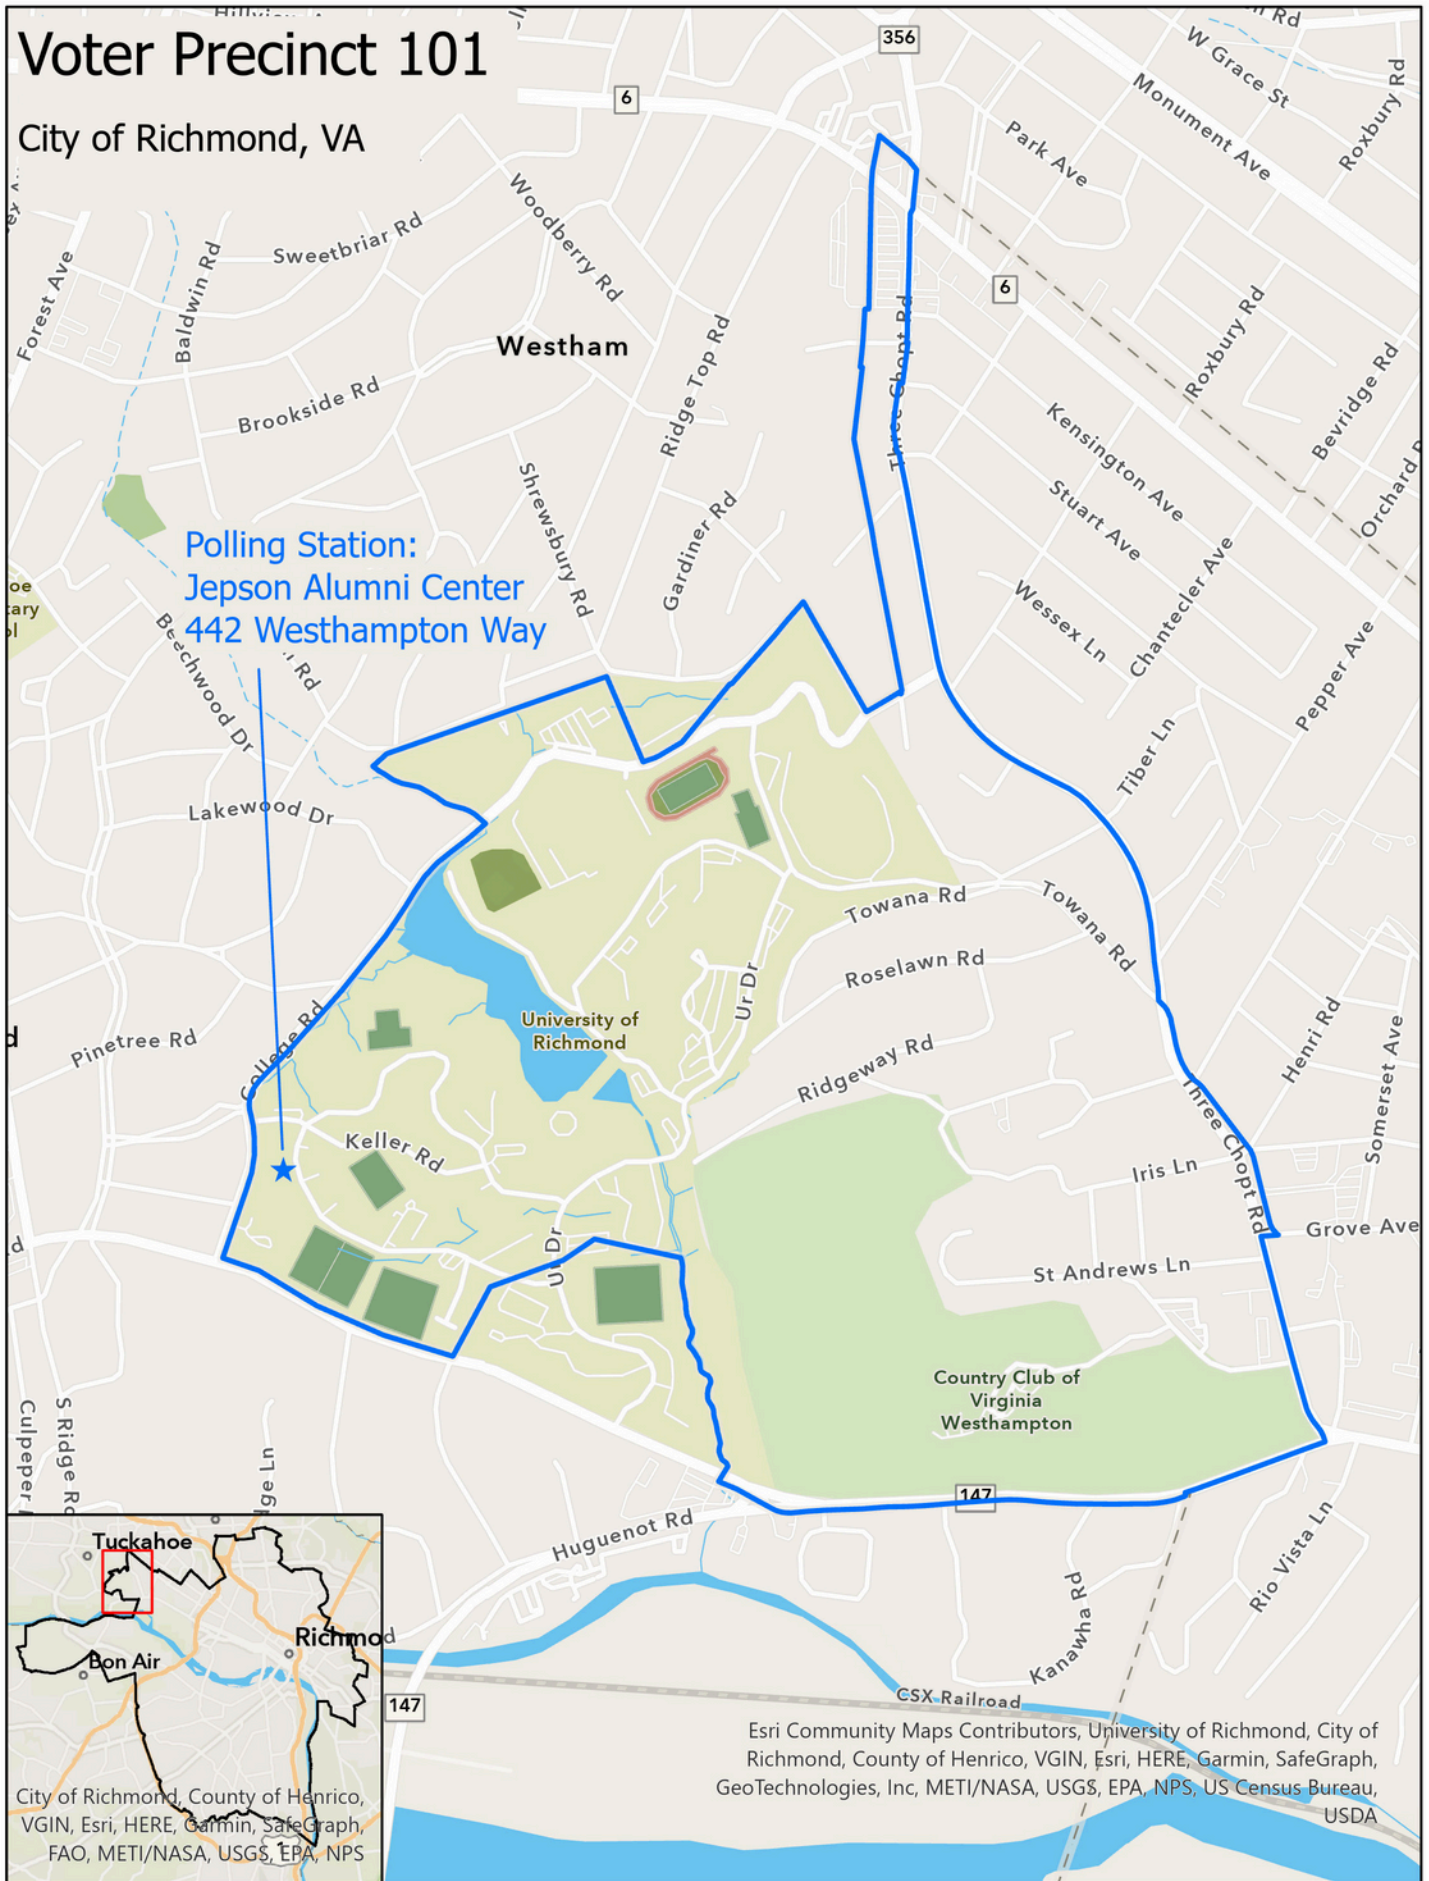 Voter Precinct 101
City of Richmond, VA
356
6
W Grace St
Monument Ave
Roxbury Rd
Park Ave
Woodberry Rd
Sweetbriar Rd
Baldwin Rd
Forest Ave
6
Westham
Ridge Top Rd
Three Chopt Rd
Roxbury Rd
Bevridge Rd
Brookside Rd
Kensington Ave
Shrewsbury Rd
Gardiner Rd
Stuart Ave
Polling Station:
Jepson Alumni Center
442 Westhampton Way
Chantecler Ave
Wessex Ln
Pepper Ave
Beechwood Dr
Tiber Ln
Lakewood Dr
Towana Rd
Towana Rd
Roselawn Rd
Ur Dr
University of
Richmond
College Rd
Pinetree Rd
Ridgeway Rd
Henri Rd
Somerset Ave
Three Chopt Rd
Keller Rd
Iris Ln
Grove Ave
Ur Dr
St Andrews Ln
Country Club of
Virginia
Westhampton
S Ridge Rd
Culpeper
147
Huguenot Rd
Rio Vista Ln
Kanawha Rd
CSX Railroad
147
Tuckahoe
Richmond
Bon Air
1
City of Richmond, County of Henrico,
VGIN, Esri, HERE, Garmin, SafeGraph,
FAO, METI/NASA, USGS, EPA, NPS
Esri Community Maps Contributors, University of Richmond, City of
Richmond, County of Henrico, VGIN, Esri, HERE, Garmin, SafeGraph,
GeoTechnologies, Inc, METI/NASA, USGS, EPA, NPS, US Census Bureau,
USDA